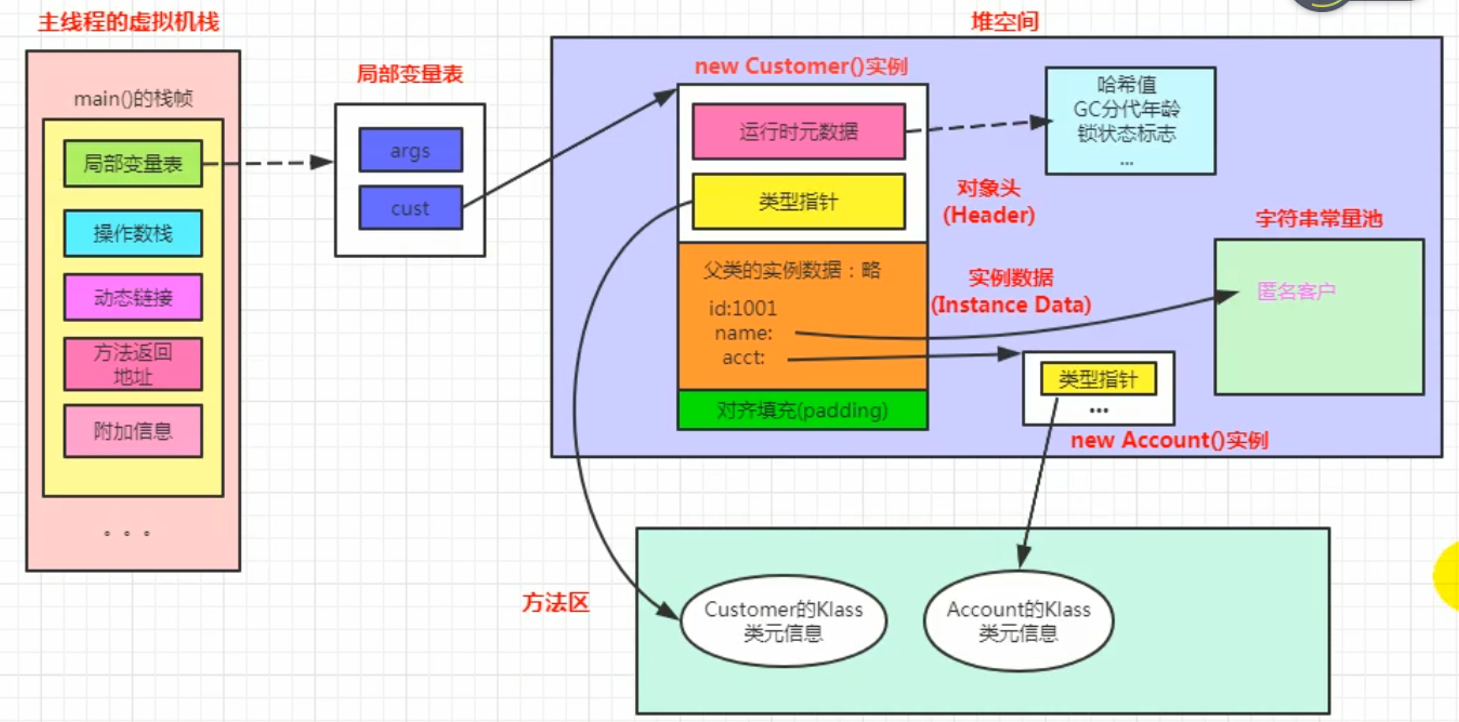 主线程的虚拟机栈
main()的栈帧
局部变量表
操作数栈
动态链接
方法返回
地址
附加信息
。。。
局部变量表
args
cust
堆空间
new Customer()实例
运行时元数据
类型指针
对象头
(Header)
哈希值
GC分代年龄
锁状态标志
...
父类的实例数据：略
id:1001
name:
acct:
实例数据
(Instance Data)
对齐填充(padding)
字符串常量池
匿名客户
类型指针
...
new Account()实例
方法区
Customer的Klass
类元信息
Account的Klass
类元信息